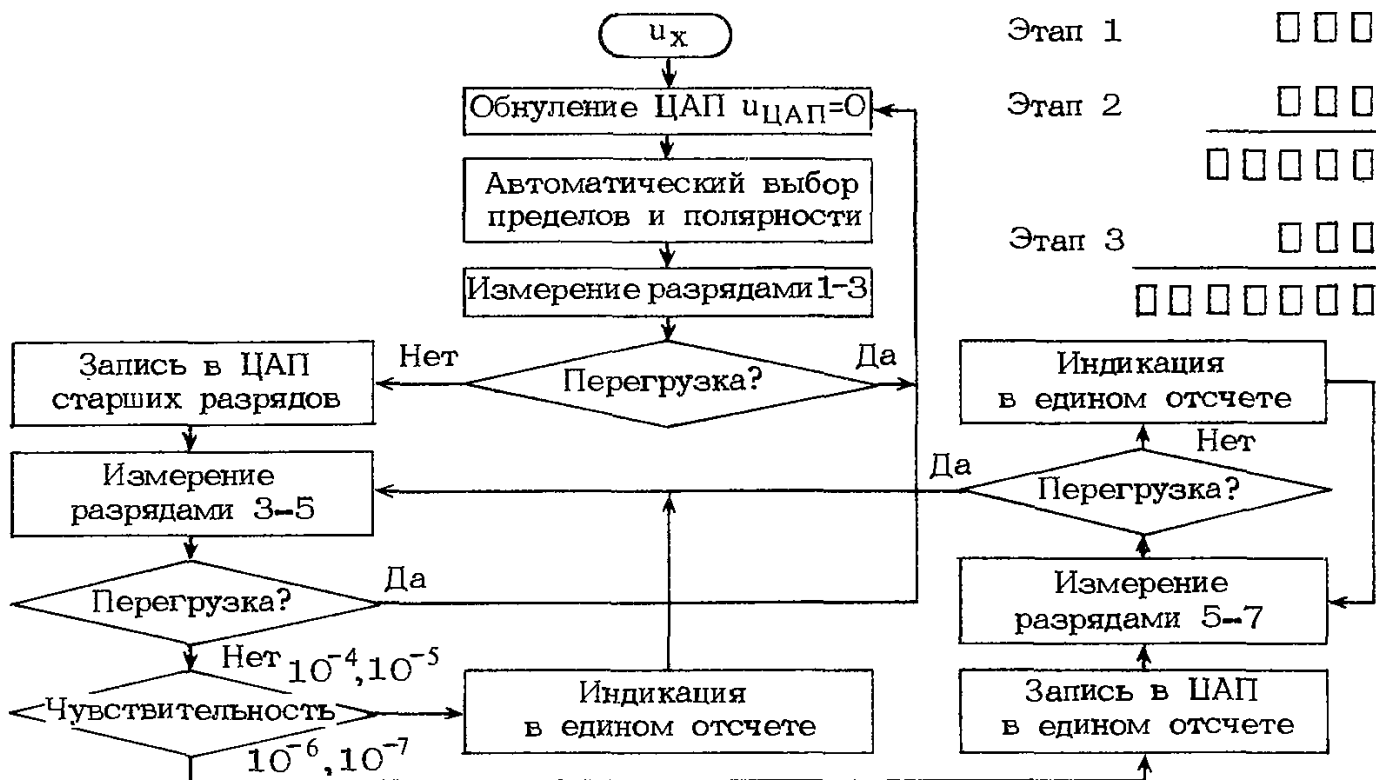 u_x
Этап 1
Обнуление ЦАП u_ЦАП=0
Этап 2
Автоматический выбор
пределов и полярности
Этап 3
Измерение разрядами 1-3
Запись в ЦАП
старших разрядов
Нет
Перегрузка?
Да
Индикация
в едином отсчете
Нет
Измерение
разрядами 3-5
Да
Перегрузка?
Перегрузка?
Да
Измерение
разрядами 5-7
Нет 10⁻⁴,10⁻⁵
Чувствительность
10⁻⁶,10⁻⁷
Индикация
в едином отсчете
Запись в ЦАП
в едином отсчете